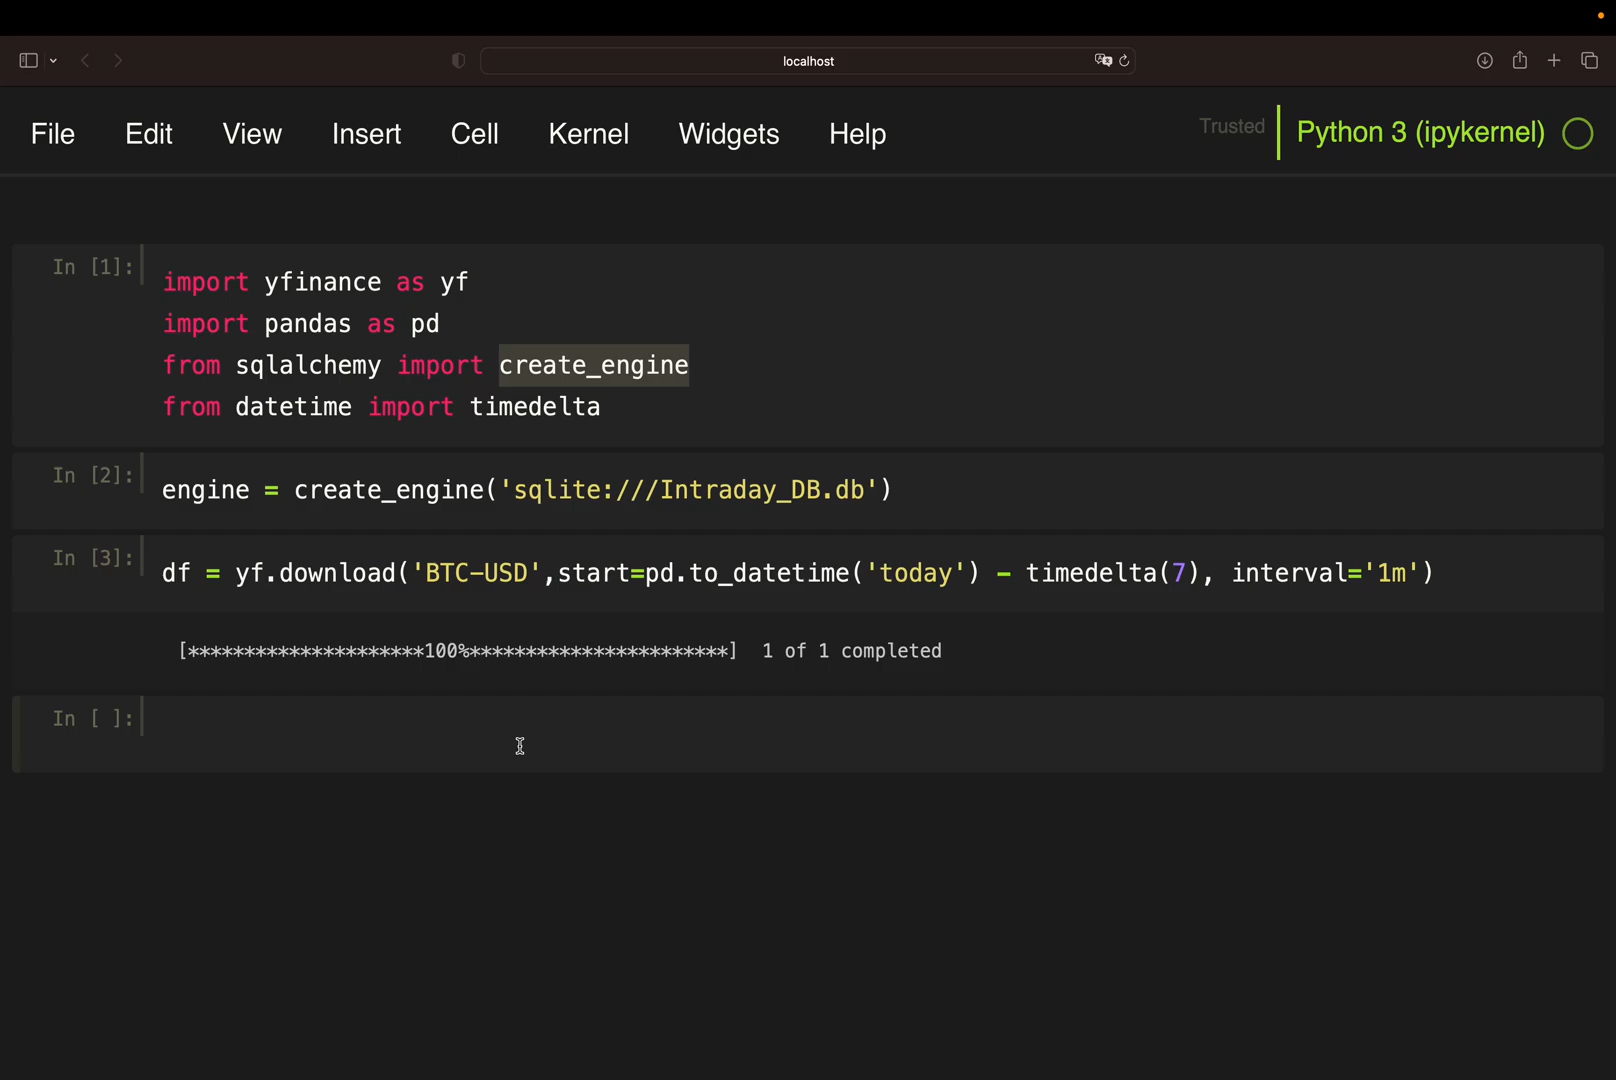 localhost
File Edit View Insert Cell Kernel Widgets Help Trusted Python 3 (ipykernel)
In [1]:
import yfinance as yf
import pandas as pd
from sqlalchemy import create_engine
from datetime import timedelta
In [2]:
engine = create_engine('sqlite:///Intraday_DB.db')
In [3]:
df = yf.download('BTC-USD',start=pd.to_datetime('today') - timedelta(7), interval='1m')
[*********************100%***********************] 1 of 1 completed
In [ ]: